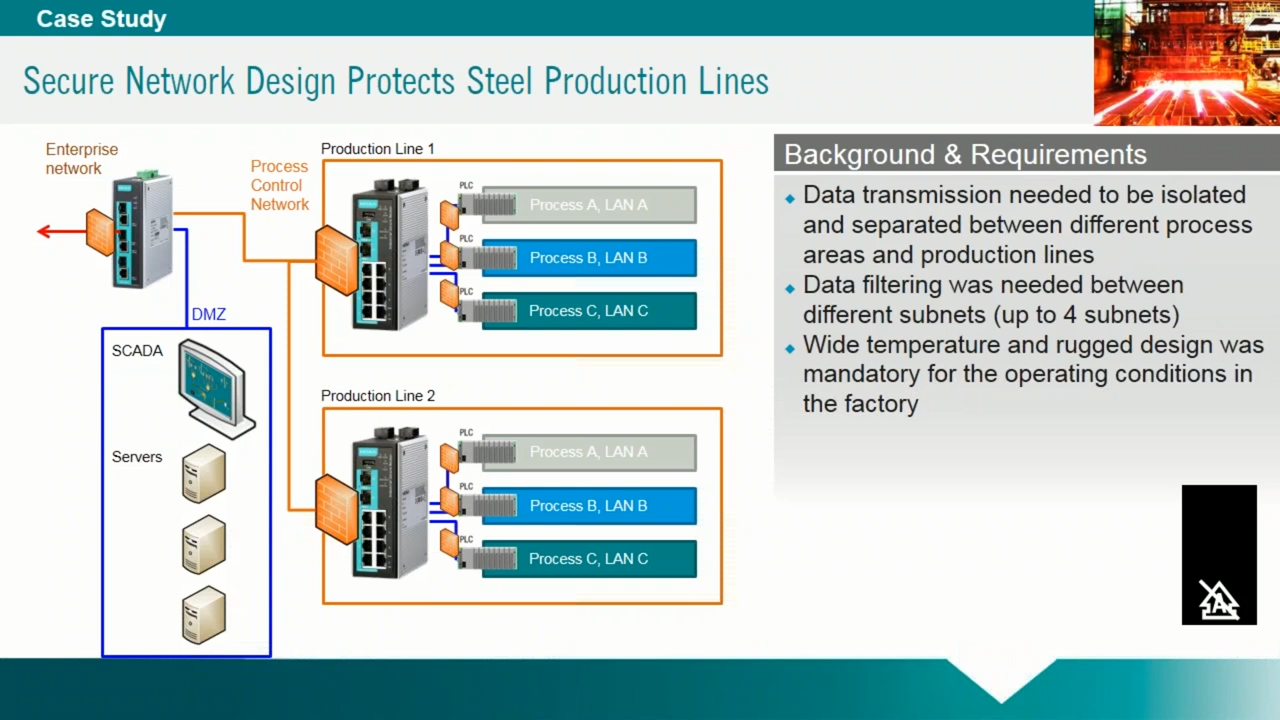 Case Study
Secure Network Design Protects Steel Production Lines
Enterprise
network
Process
Control
Network
DMZ
SCADA
Servers
Production Line 1
PLC
Process A, LAN A
PLC
Process B, LAN B
PLC
Process C, LAN C
Production Line 2
PLC
Process A, LAN A
PLC
Process B, LAN B
PLC
Process C, LAN C
Background & Requirements
Data transmission needed to be isolated
and separated between different process
areas and production lines
Data filtering was needed between
different subnets (up to 4 subnets)
Wide temperature and rugged design was
mandatory for the operating conditions in
the factory